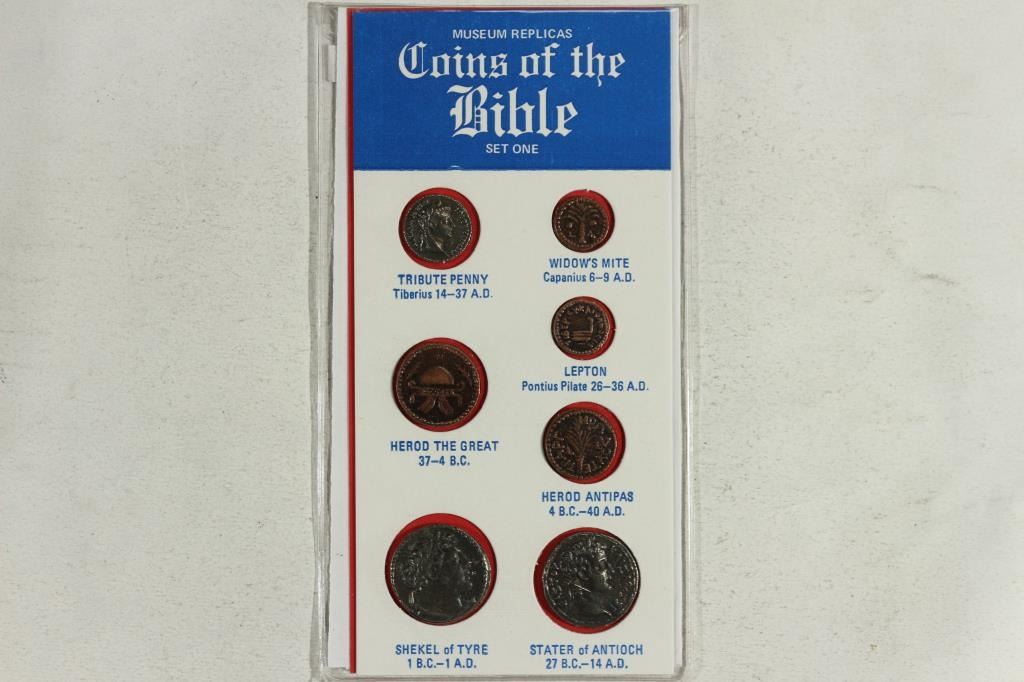 MUSEUM REPLICAS
Coins of the
Bible
SET ONE
TRIBUTE PENNY
Tiberius 14–37 A.D.
WIDOW'S MITE
Capanius 6–9 A.D.
LEPTON
Pontius Pilate 26–36 A.D.
HEROD THE GREAT
37–4 B.C.
HEROD ANTIPAS
4 B.C.–40 A.D.
SHEKEL of TYRE
1 B.C.–1 A.D.
STATER of ANTIOCH
27 B.C.–14 A.D.